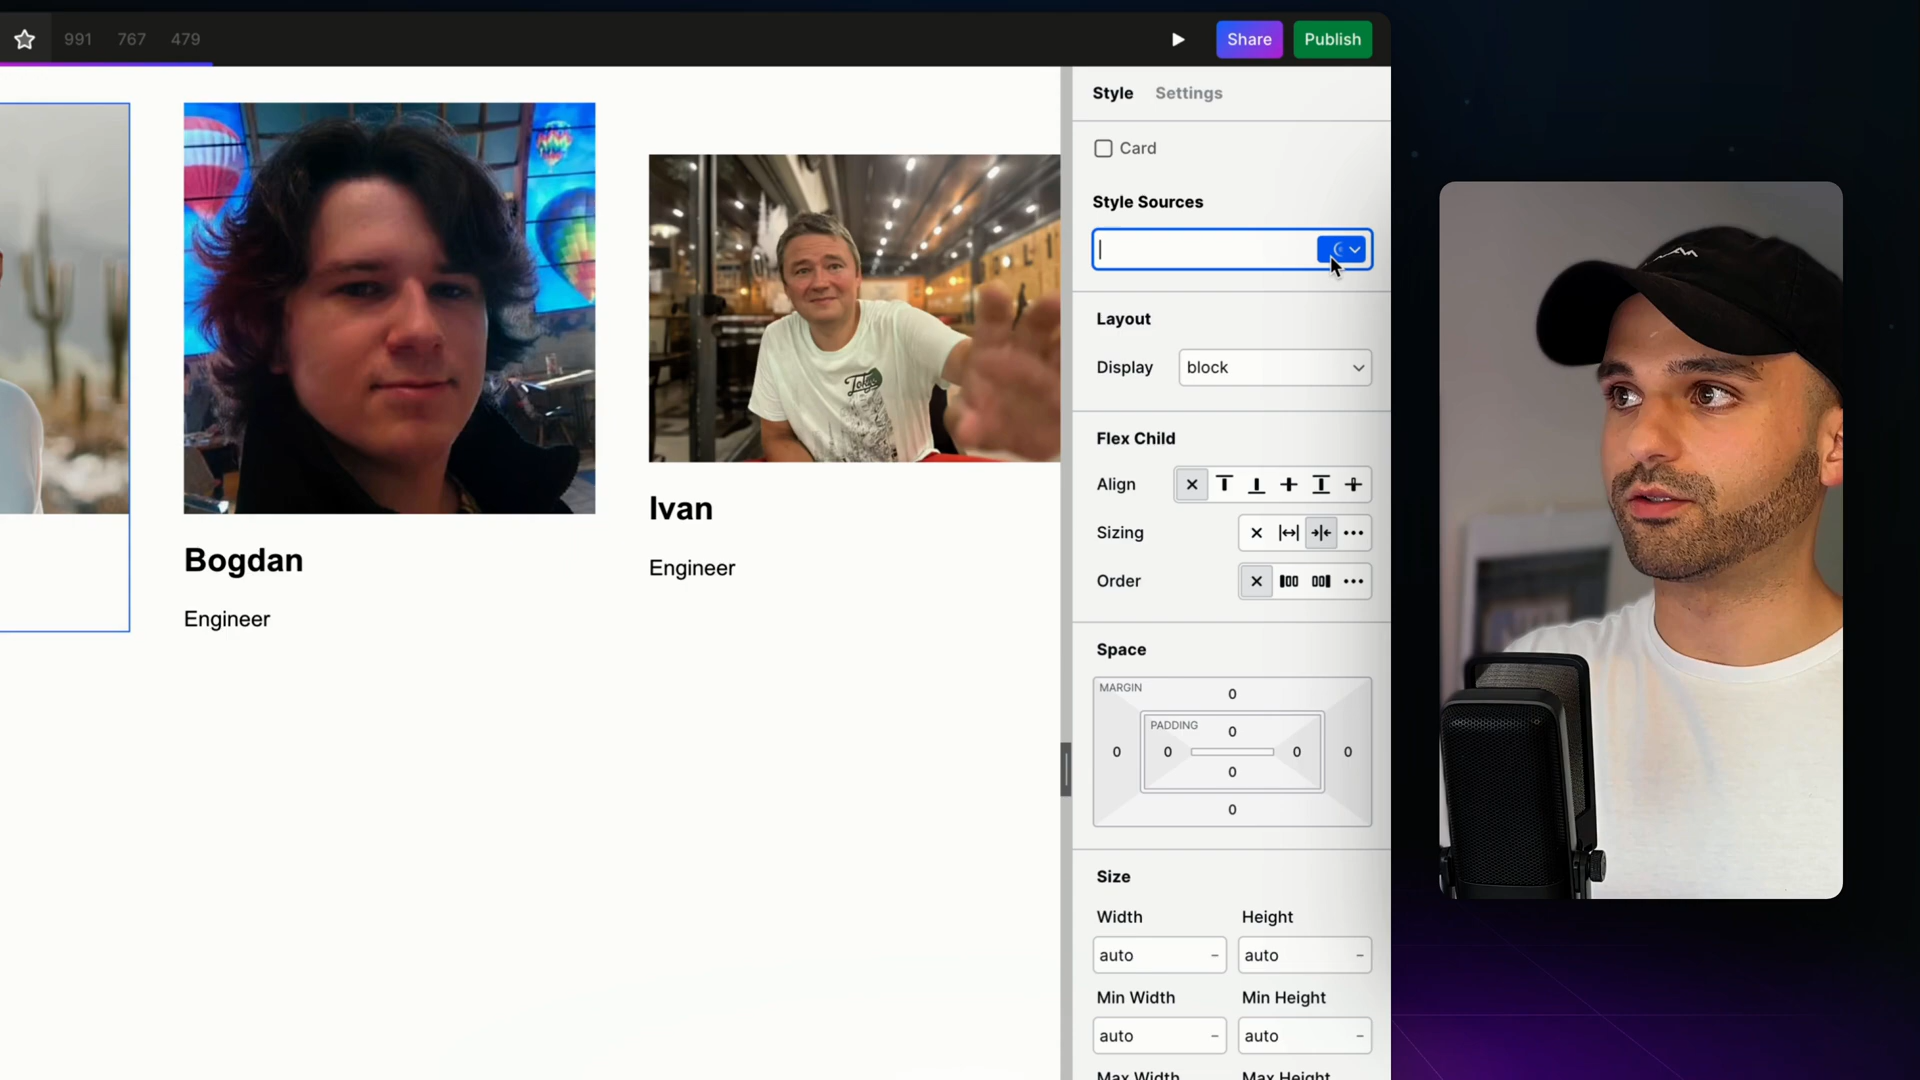 991 767 479 Share Publish
Style Settings
Card
Style Sources
Layout
Display block
Flex Child
Align
Sizing
Order
Space
MARGIN 0
PADDING 0
0 0 0 0
0
0
Size
Width Height
auto – auto –
Min Width Min Height
auto – auto –
Max Width Max Height
Bogdan
Engineer
Ivan
Engineer